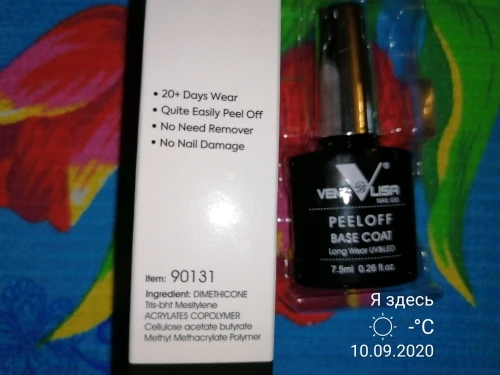 • 20+ Days Wear
• Quite Easily Peel Off
• No Need Remover
• No Nail Damage
Item: 90131
Ingredient: DIMETHICONE
Tris-bht Mesitylene
ACRYLATES COPOLYMER
Cellulose acetate butyrate
Methyl Methacrylate Polymer
VENALISA
®
NAIL GEL
PEELOFF
BASE COAT
Long Wear UV&LED
7.5ml 0.26 fl.oz.
Я здесь
-°C
10.09.2020